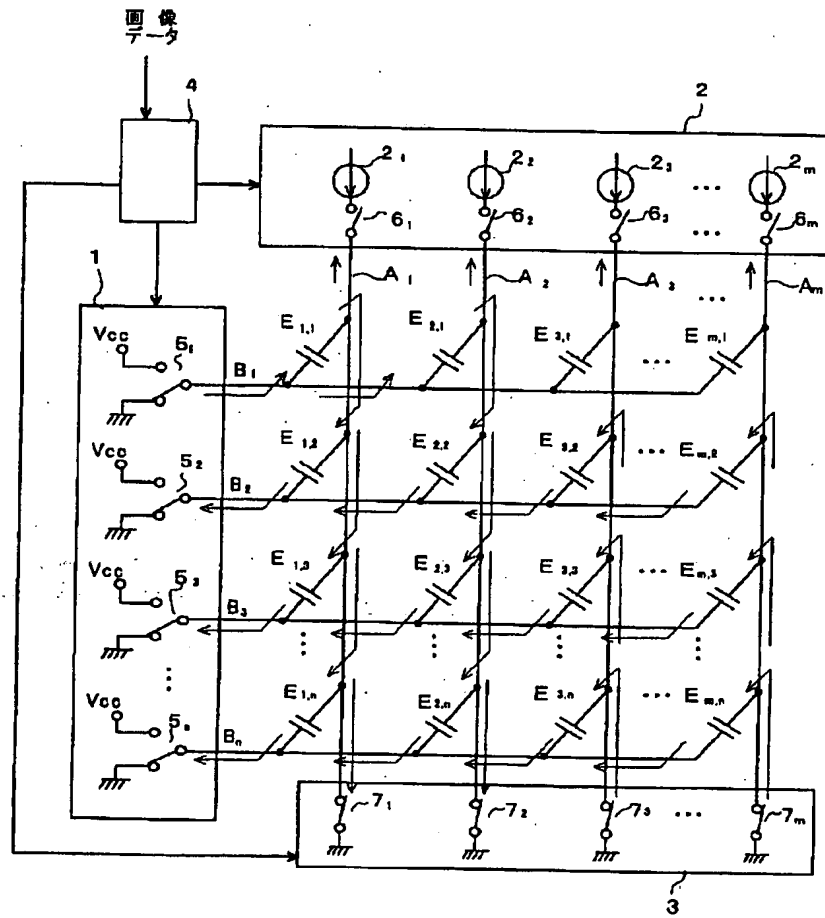 画像
データ
4
2
2₁ 2₂ 2₃ ... 2m
6₁ 6₂ 6₃ ... 6m
1
A₁ A₂ A₃ ... Am
Vcc 5₁ B₁ E₁,₁ E₂,₁ E₃,₁ ... Em,₁
Vcc 5₂ B₂ E₁,₂ E₂,₂ E₃,₂ ... Em,₂
Vcc 5₃ B₃ E₁,₃ E₂,₃ E₃,₃ ... Em,₃
Vcc 5n Bn E₁,n E₂,n E₃,n ... Em,n
7₁ 7₂ 7₃ ... 7m
3